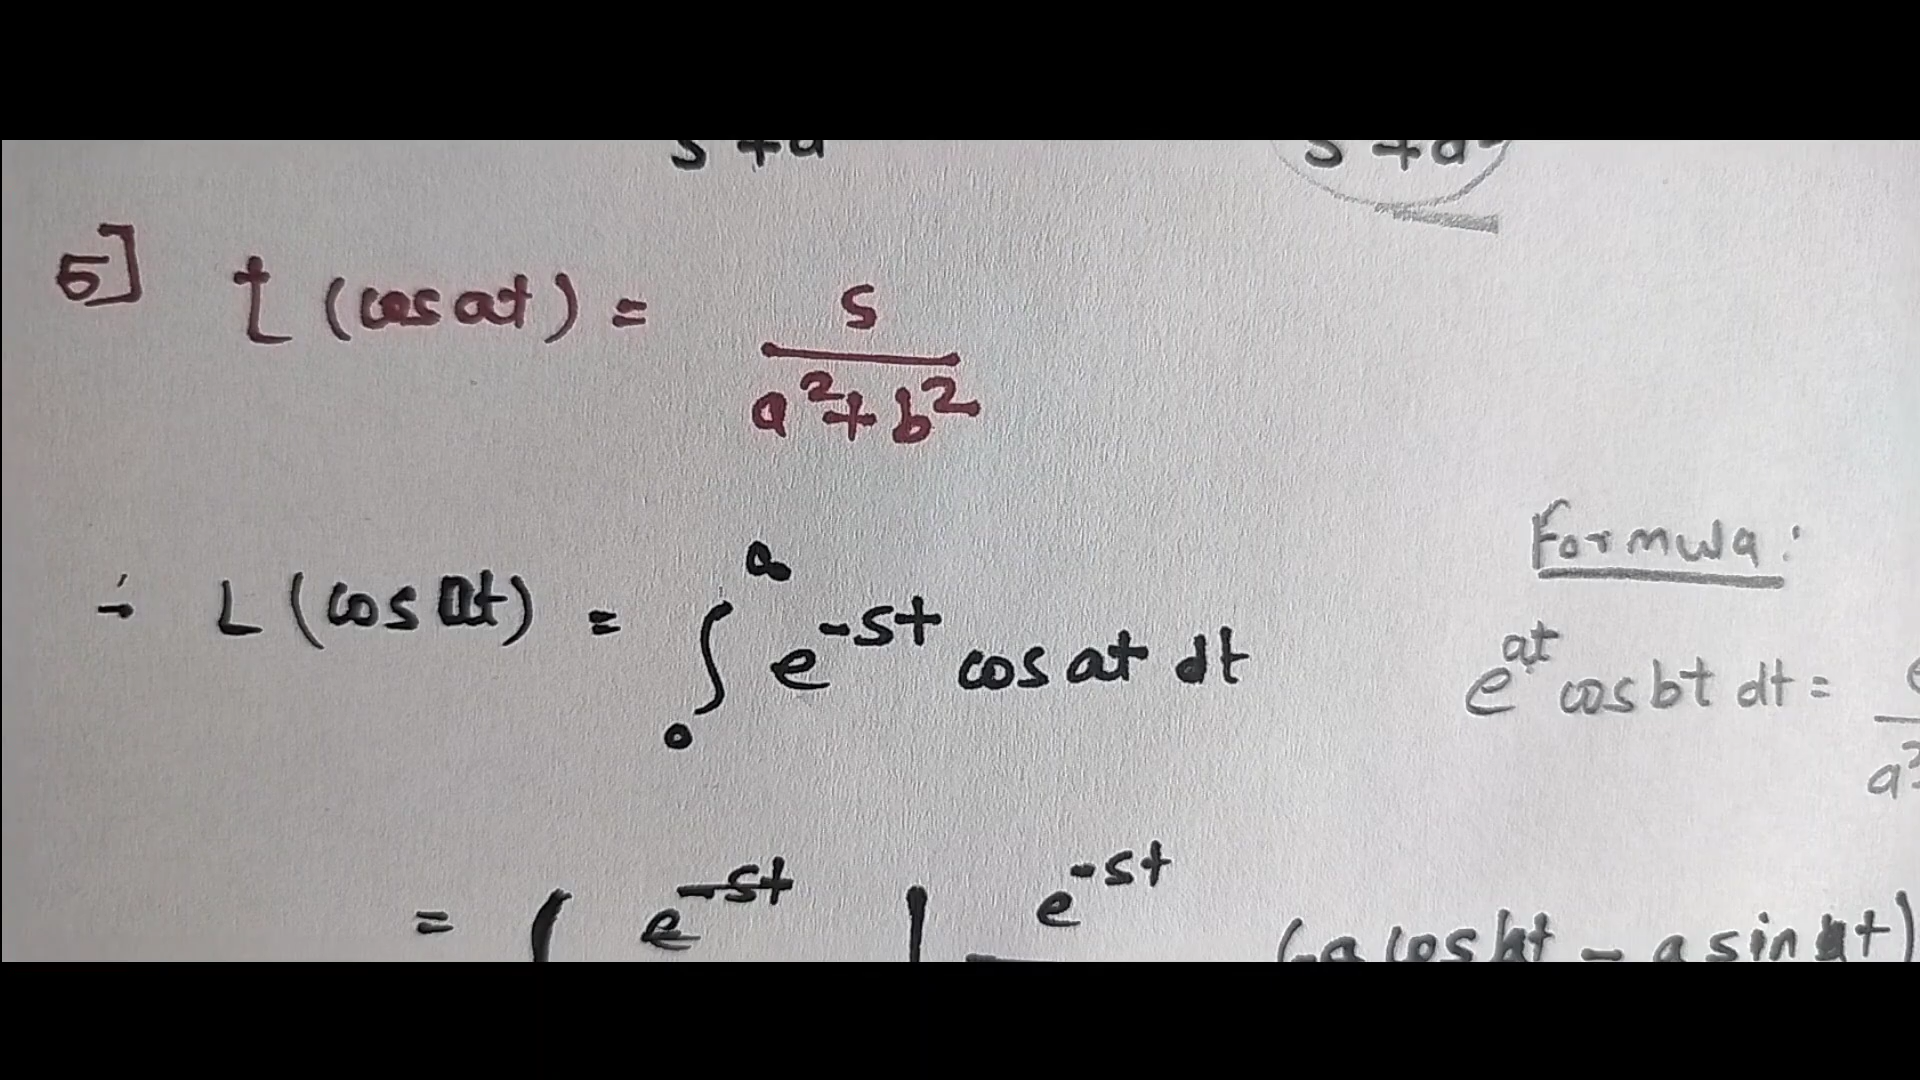 s +a s +a
5] Ł (cos at) = s / a²+b²
Formula:
∴ L (cos at) = ∫₀^∞ e^-st cos at dt
e^at cos bt dt =
a²
= e^-st e^-st (-a cos bt - a sin at)